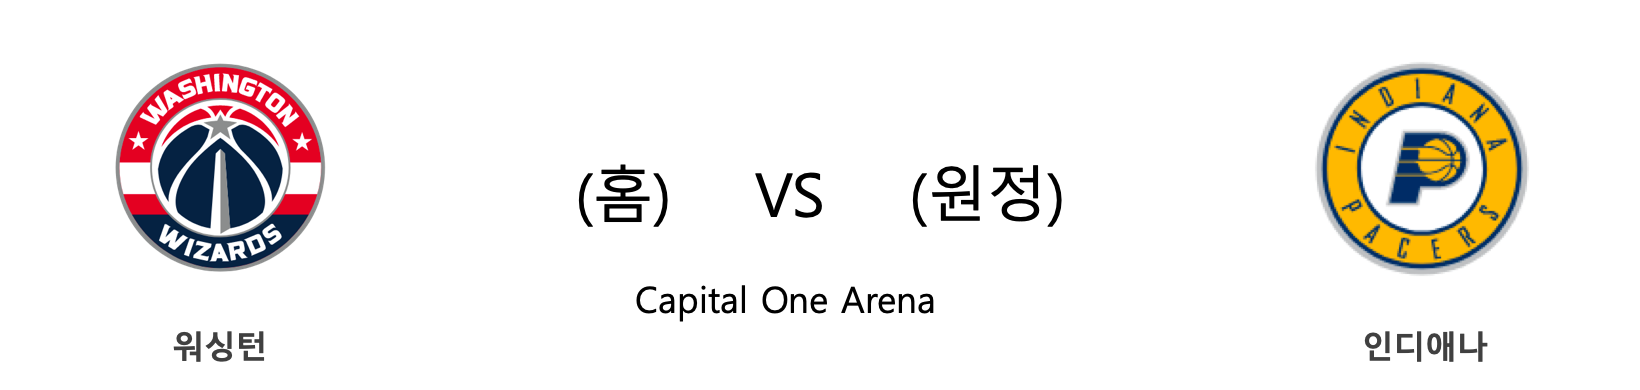 WASHINGTON
WIZARDS
(홈) VS (원정)
Capital One Arena
워싱턴
INDIANA
PACERS
인디애나